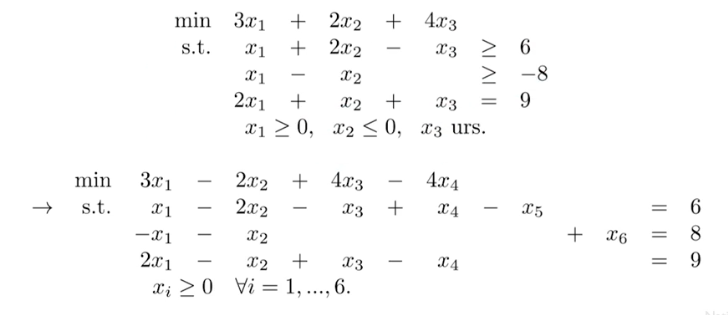 min 3x₁ + 2x₂ + 4x₃
s.t. x₁ + 2x₂ − x₃ ≥ 6
x₁ − x₂ ≥ −8
2x₁ + x₂ + x₃ = 9
x₁ ≥ 0, x₂ ≤ 0, x₃ urs.
min 3x₁ − 2x₂ + 4x₃ − 4x₄
→ s.t. x₁ − 2x₂ − x₃ + x₄ − x₅ = 6
−x₁ − x₂ + x₆ = 8
2x₁ − x₂ + x₃ − x₄ = 9
xᵢ ≥ 0 ∀i = 1, ..., 6.